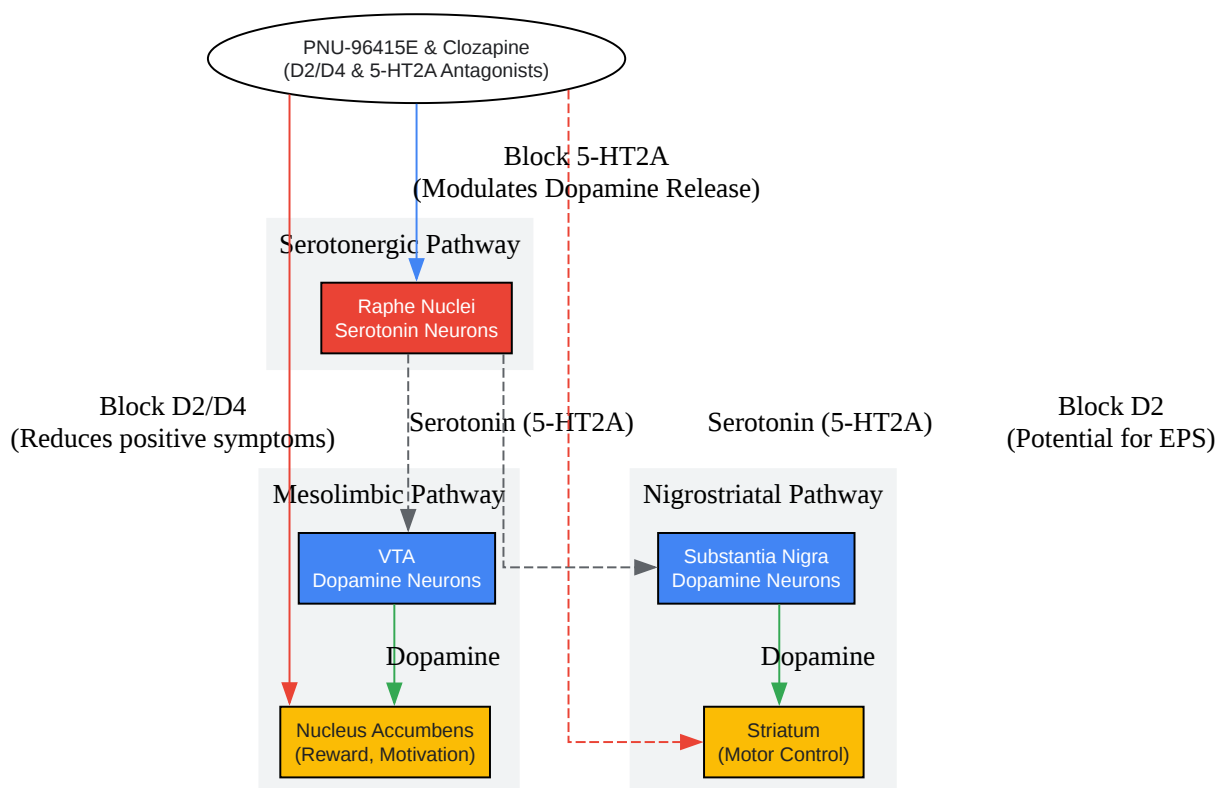 PNU-96415E & Clozapine
(D2/D4 & 5-HT2A Antagonists)
Block 5-HT2A
(Modulates Dopamine Release)
Serotonergic Pathway
Raphe Nuclei
Serotonin Neurons
Block D2/D4
(Reduces positive symptoms)
Serotonin (5-HT2A)
Serotonin (5-HT2A)
Block D2
(Potential for EPS)
Mesolimbic Pathway
Nigrostriatal Pathway
VTA
Dopamine Neurons
Substantia Nigra
Dopamine Neurons
Dopamine
Dopamine
Nucleus Accumbens
(Reward, Motivation)
Striatum
(Motor Control)